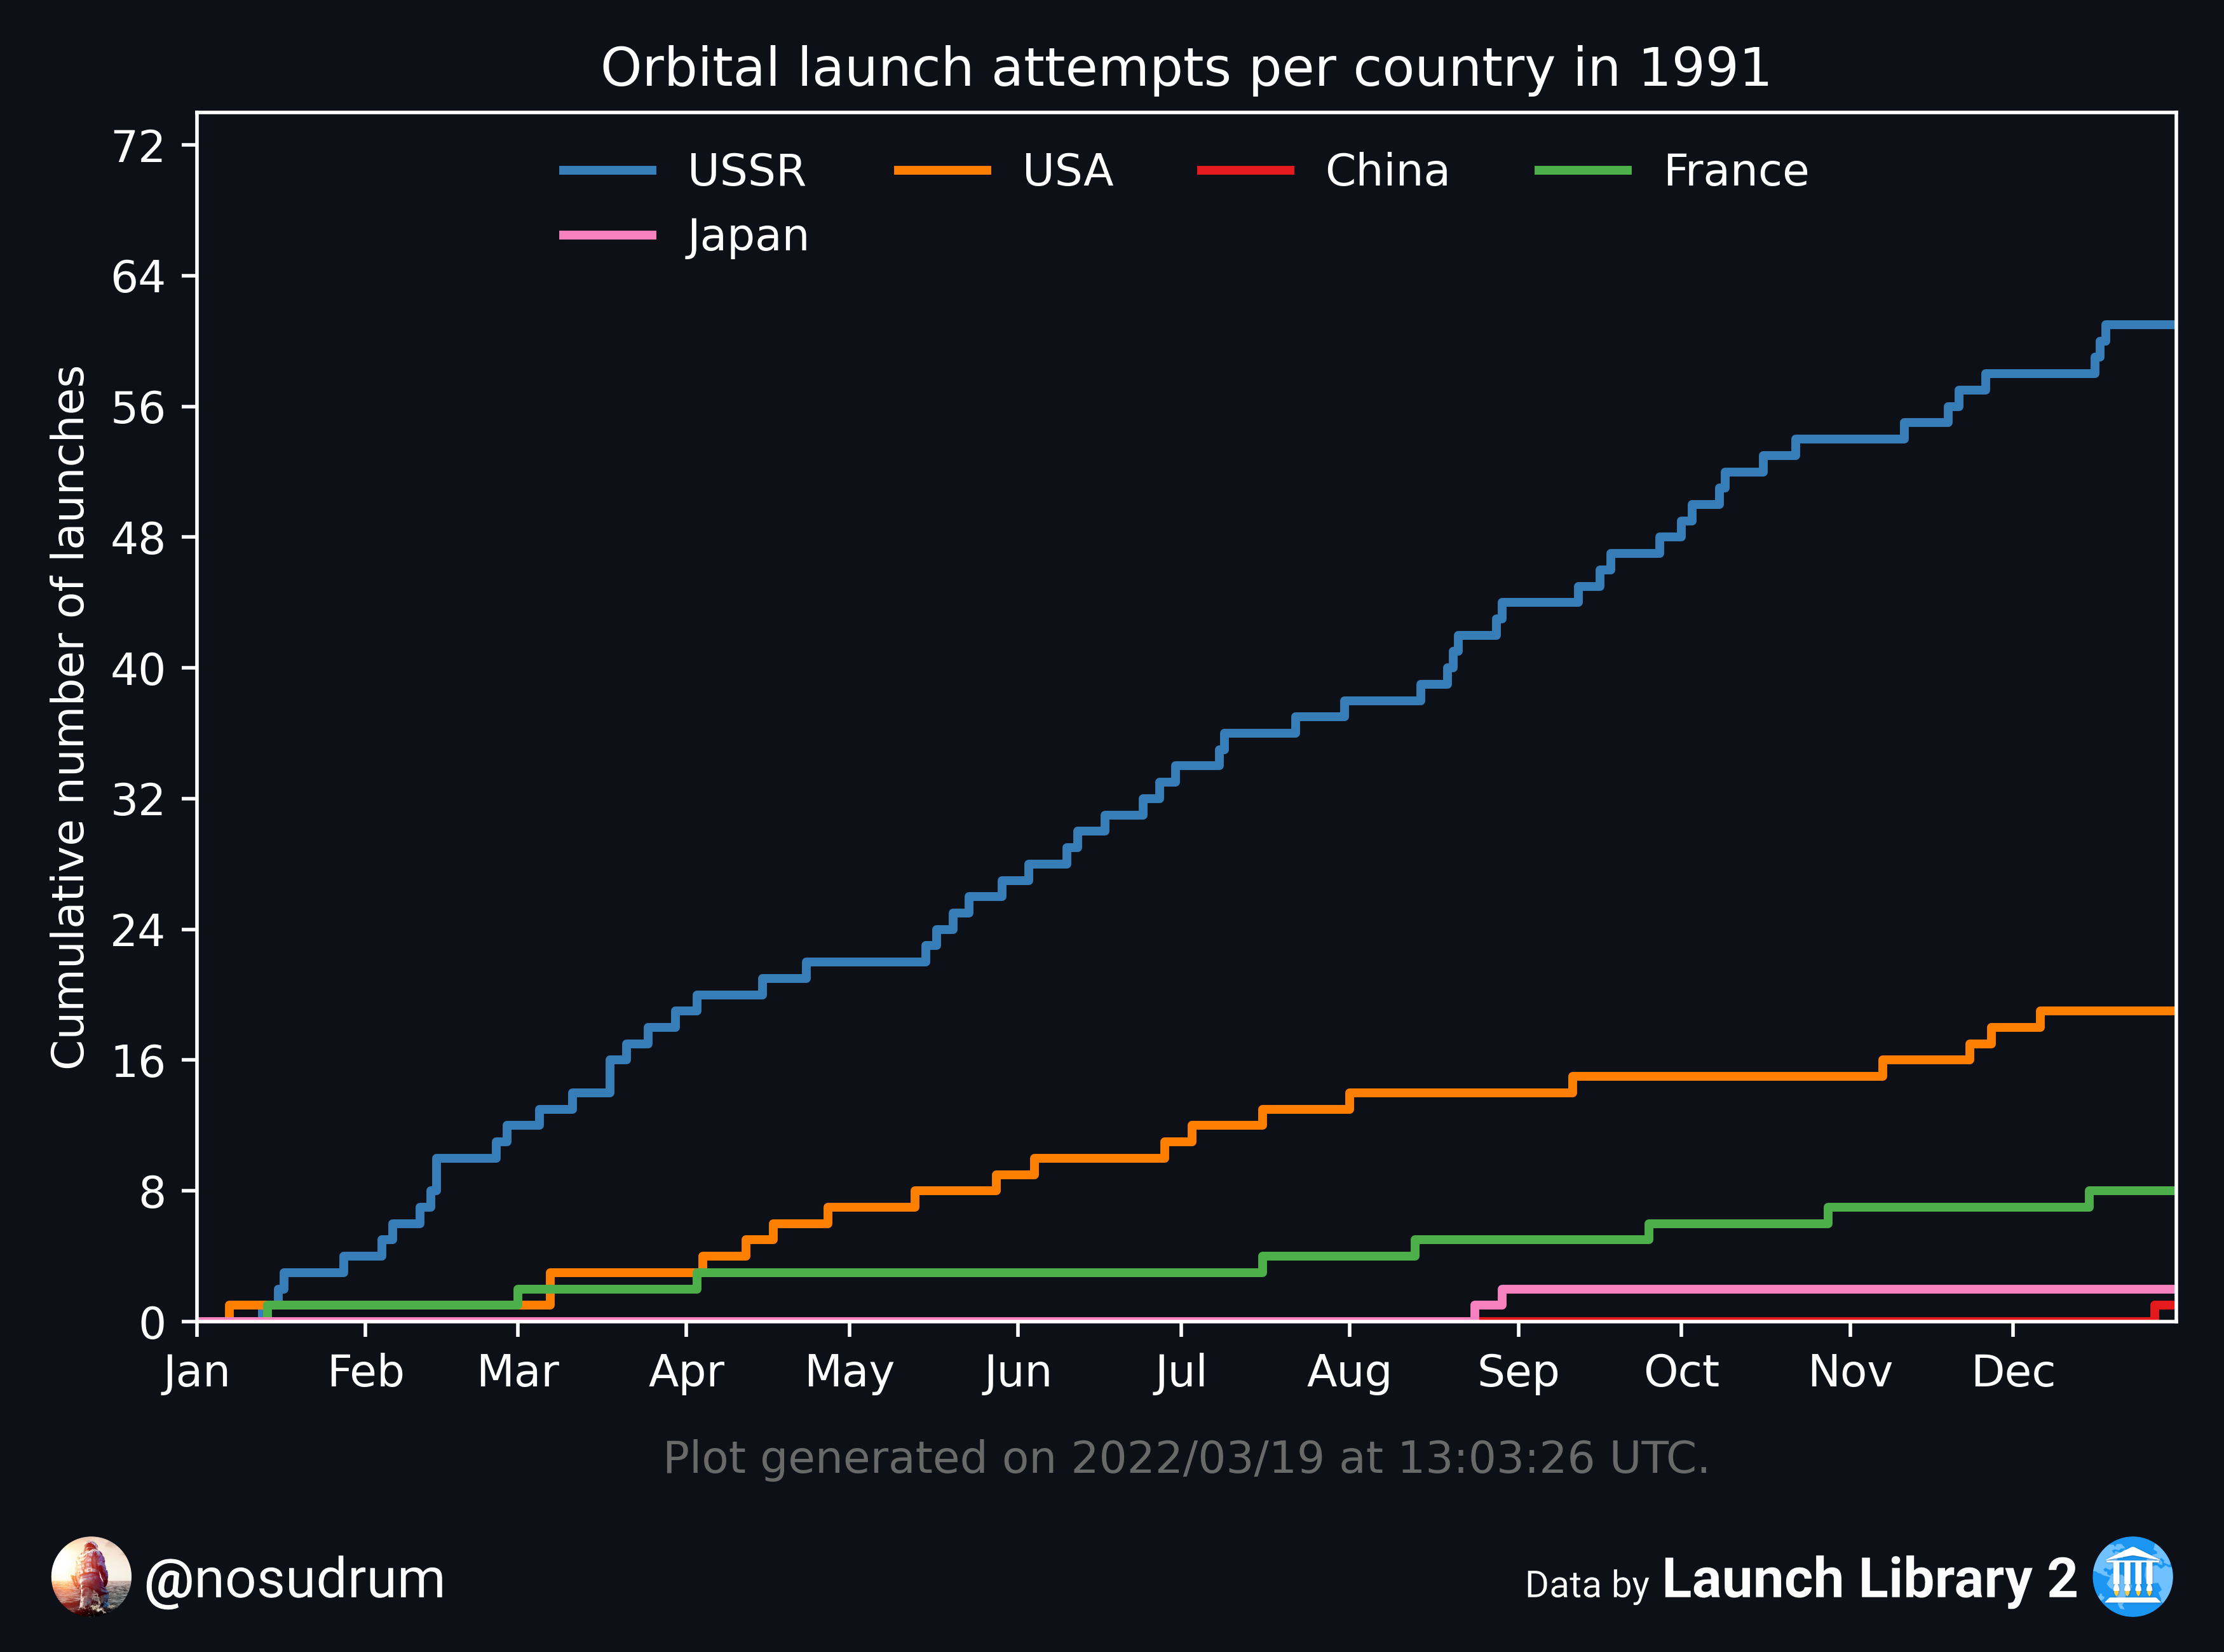 Orbital launch attempts per country in 1991
USSR USA China France
Japan
72
64
56
48
40
32
24
16
8
0
Cumulative number of launches
Jan Feb Mar Apr May Jun Jul Aug Sep Oct Nov Dec
Plot generated on 2022/03/19 at 13:03:26 UTC.
@nosudrum
Data by Launch Library 2